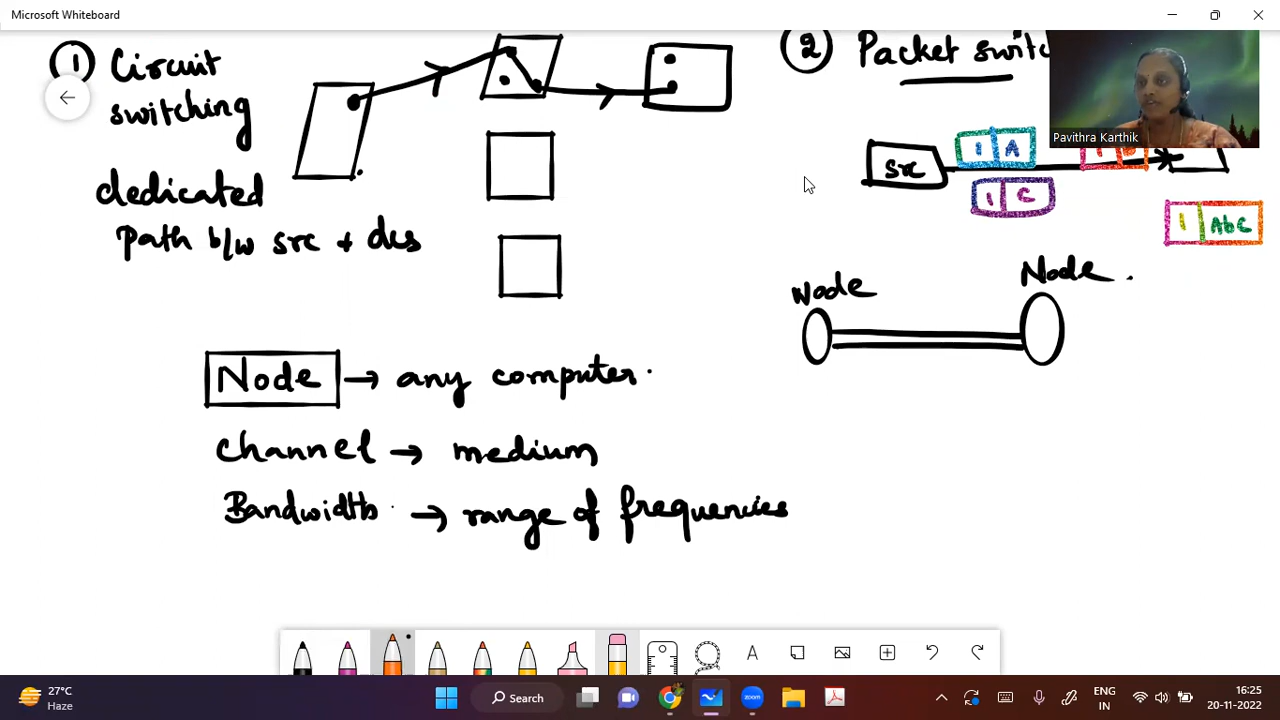 Microsoft Whiteboard
1 Circuit
switching
dedicated
Path b/w src + des
2 Packet switc
Pavithra Karthik
src
1 A
1 B
1 C
1 AbC
Node
Node .
Node → any computer.
channel → medium
Bandwidth → range of frequencies
A
27°C
Haze
Search
zoom
ENG
IN
16:25
20-11-2022